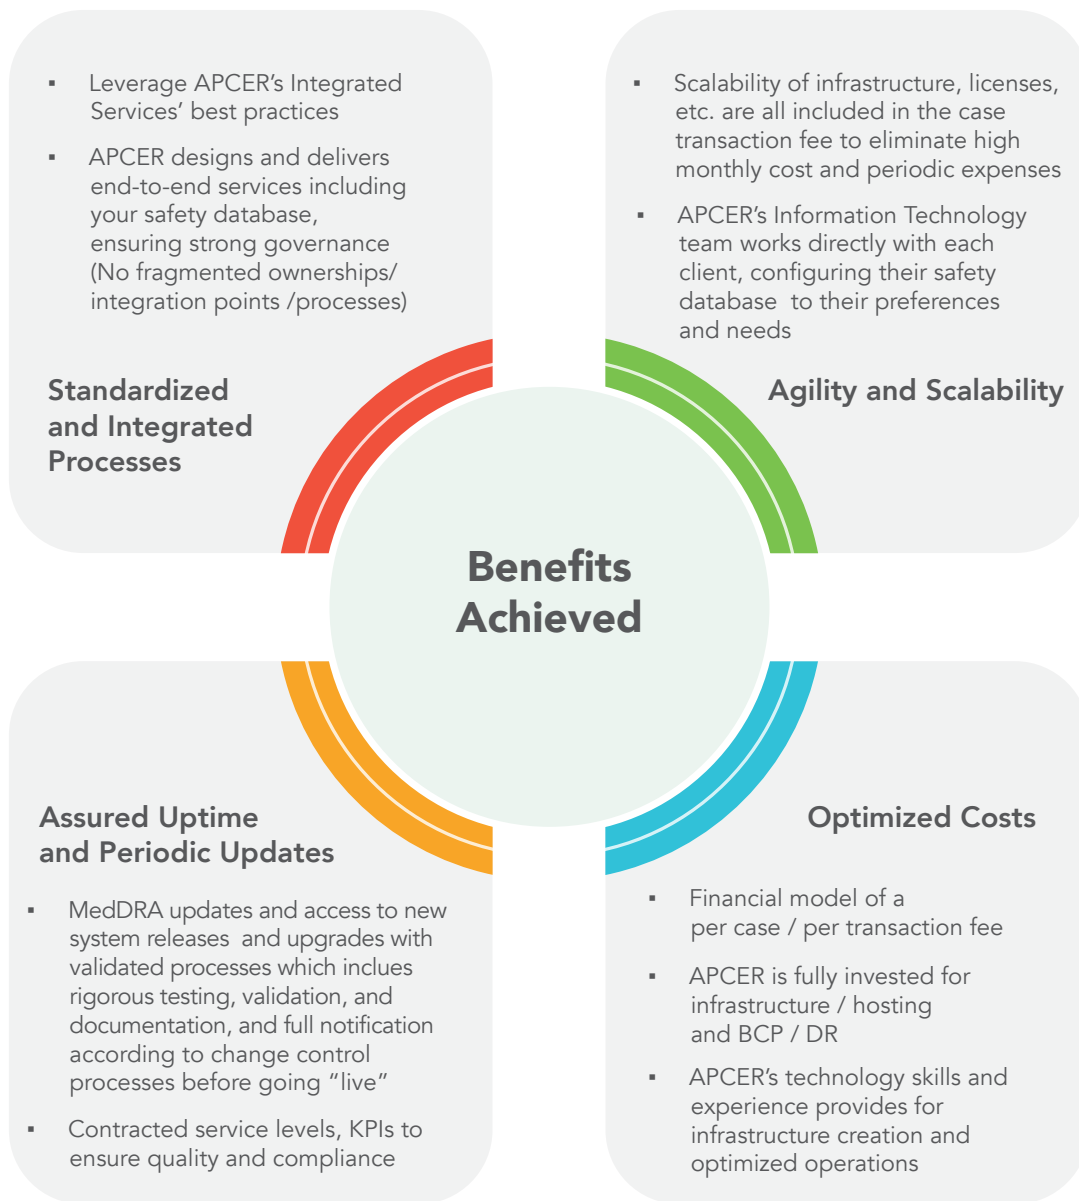 ▪ Leverage APCER’s Integrated
Services’ best practices
▪ APCER designs and delivers
end-to-end services including
your safety database,
ensuring strong governance
(No fragmented ownerships/
integration points /processes)
Standardized
and Integrated
Processes
▪ Scalability of infrastructure, licenses,
etc. are all included in the case
transaction fee to eliminate high
monthly cost and periodic expenses
▪ APCER’s Information Technology
team works directly with each
client, configuring their safety
database to their preferences
and needs
Agility and Scalability
Benefits
Achieved
Assured Uptime
and Periodic Updates
▪ MedDRA updates and access to new
system releases and upgrades with
validated processes which inclues
rigorous testing, validation, and
documentation, and full notification
according to change control
processes before going “live”
▪ Contracted service levels, KPIs to
ensure quality and compliance
Optimized Costs
▪ Financial model of a
per case / per transaction fee
▪ APCER is fully invested for
infrastructure / hosting
and BCP / DR
▪ APCER’s technology skills and
experience provides for
infrastructure creation and
optimized operations